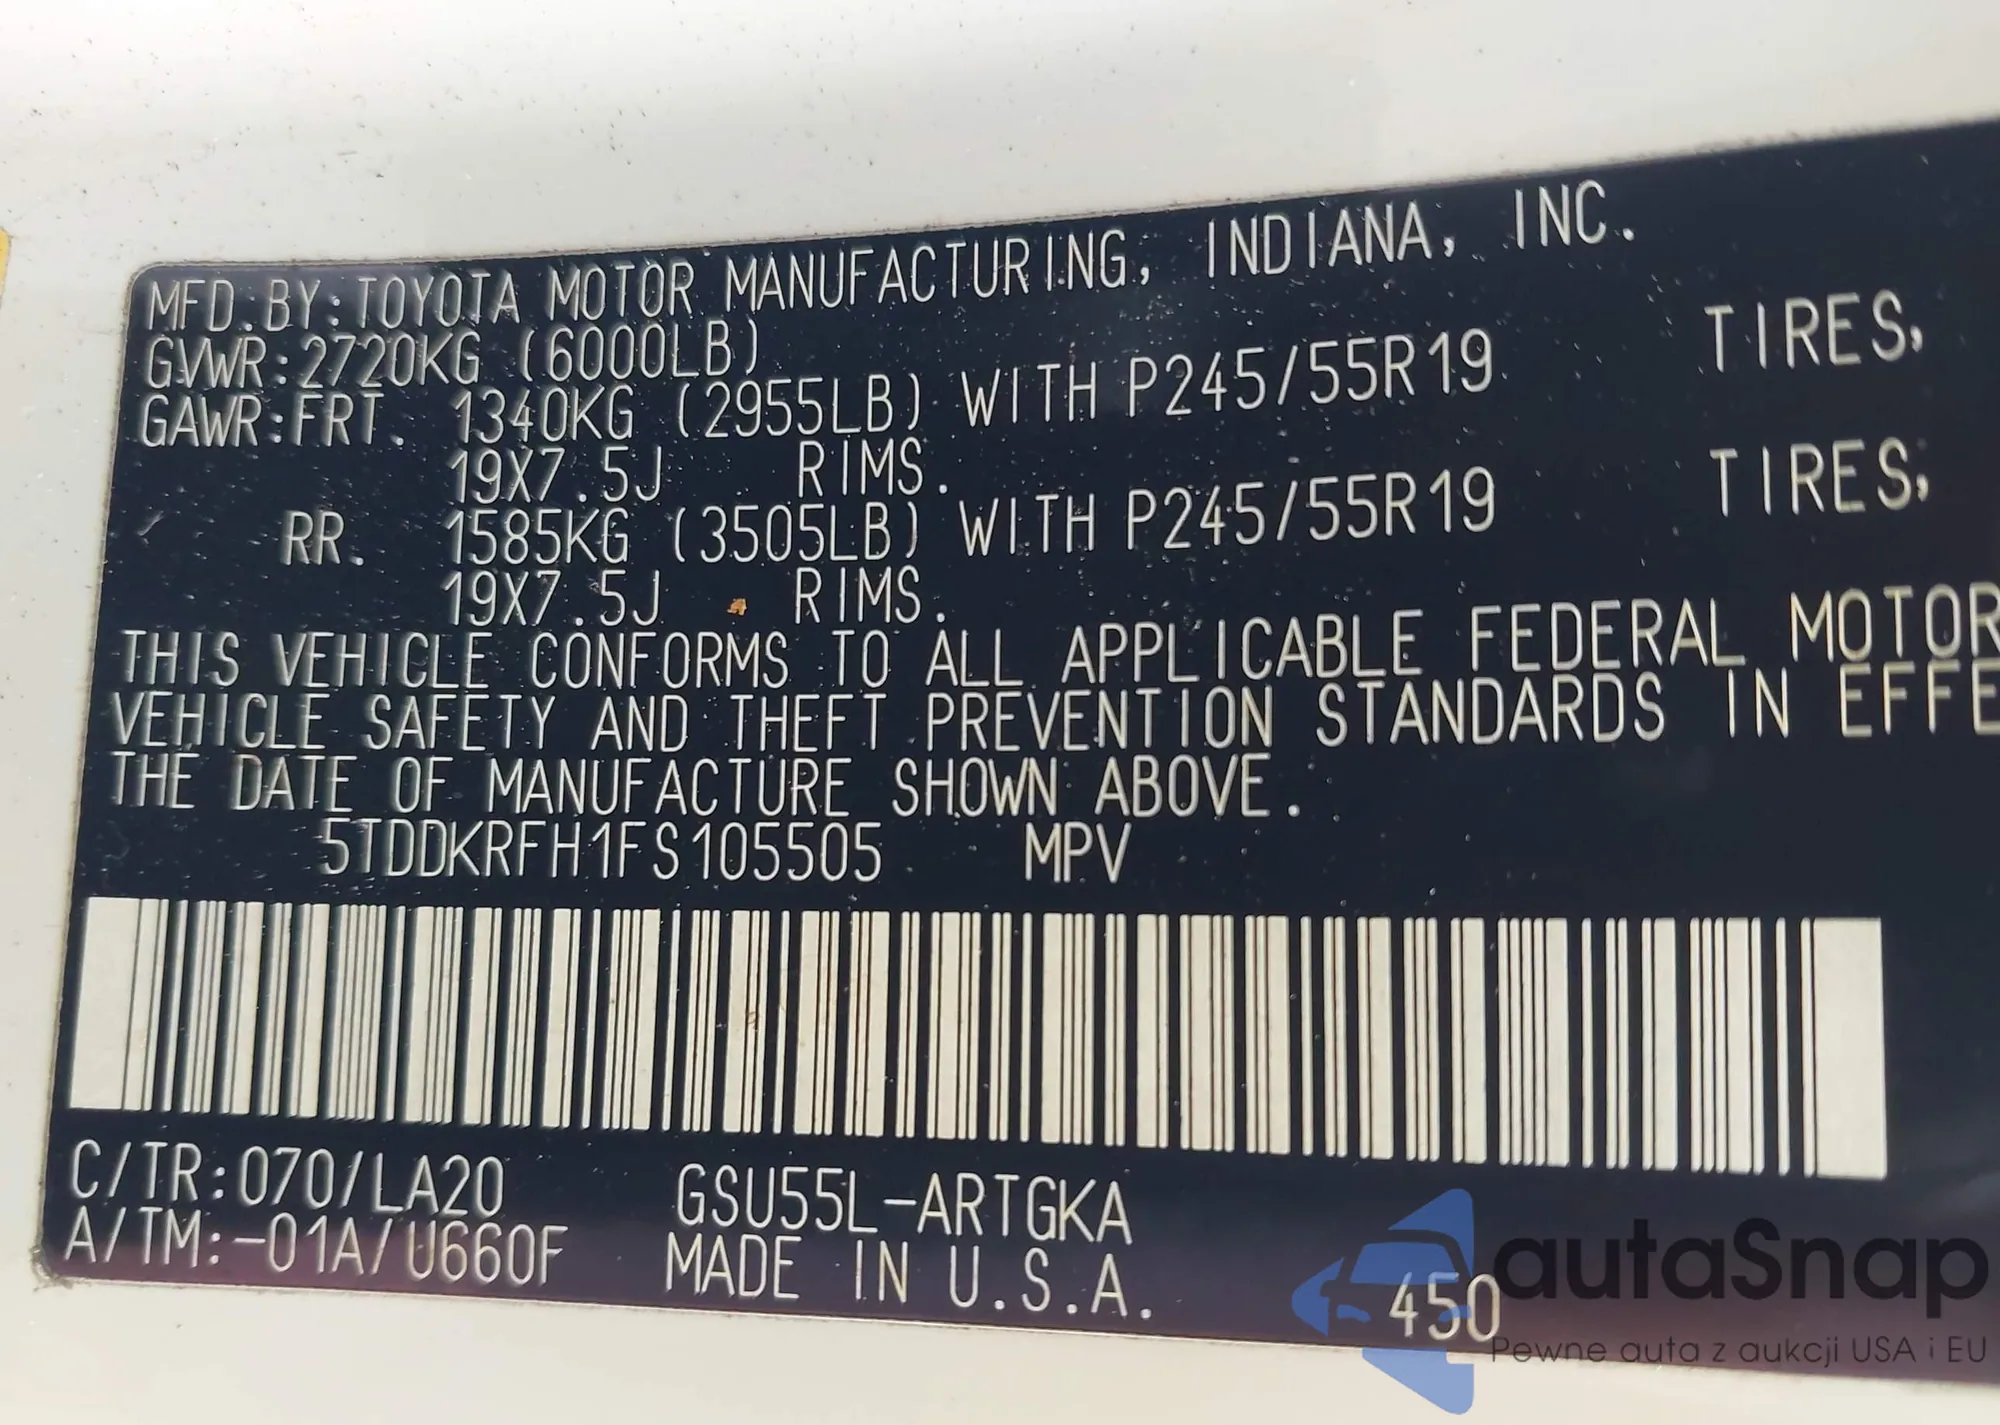 MFD.BY:TOYOTA MOTOR MANUFACTURING, INDIANA, INC.
GVWR:2720KG (6000LB)
GAWR:FRT. 1340KG (2955LB) WITH P245/55R19 TIRES,
19X7.5J RIMS.
RR. 1585KG (3505LB) WITH P245/55R19 TIRES,
19X7.5J RIMS.
THIS VEHICLE CONFORMS TO ALL APPLICABLE FEDERAL MOTOR
VEHICLE SAFETY AND THEFT PREVENTION STANDARDS IN EFFE
THE DATE OF MANUFACTURE SHOWN ABOVE.
5TDDKRFH1FS105505 MPV
C/TR:070/LA20 GSU55L-ARTGKA
A/TM:-01A/U660F MADE IN U.S.A. 450
autaSnap
Pewne auta z aukcji USA i EU